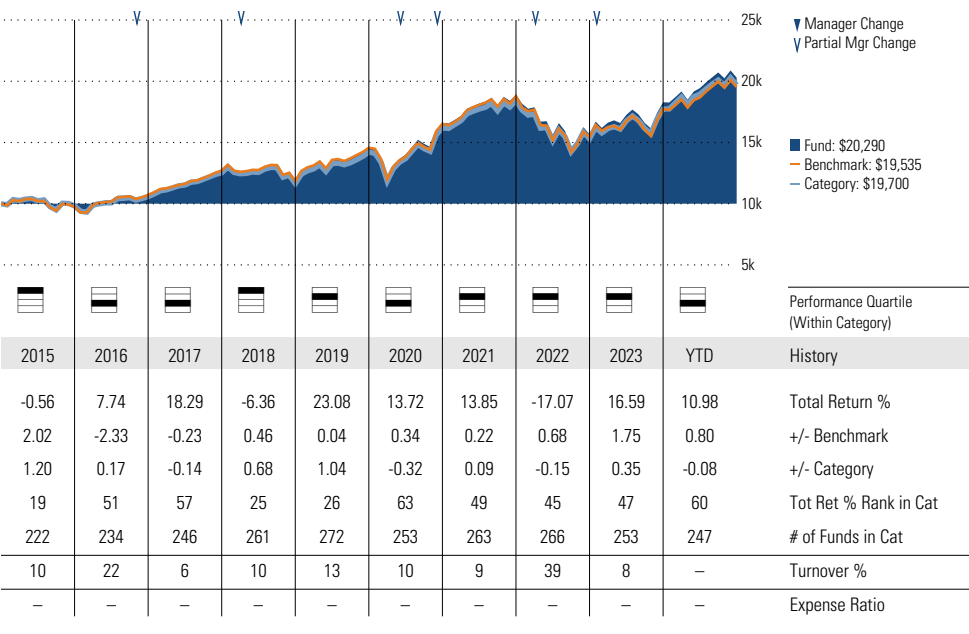 25k
Manager Change
Partial Mgr Change
20k
15k
Fund: $20,290
Benchmark: $19,535
Category: $19,700
10k
5k
Performance Quartile
(Within Category)
2015 2016 2017 2018 2019 2020 2021 2022 2023 YTD History
-0.56 7.74 18.29 -6.36 23.08 13.72 13.85 -17.07 16.59 10.98 Total Return %
2.02 -2.33 -0.23 0.46 0.04 0.34 0.22 0.68 1.75 0.80 +/- Benchmark
1.20 0.17 -0.14 0.68 1.04 -0.32 0.09 -0.15 0.35 -0.08 +/- Category
19 51 57 25 26 63 49 45 47 60 Tot Ret % Rank in Cat
222 234 246 261 272 253 263 266 253 247 # of Funds in Cat
10 22 6 10 13 10 9 39 8 – Turnover %
– – – – – – – – – – Expense Ratio